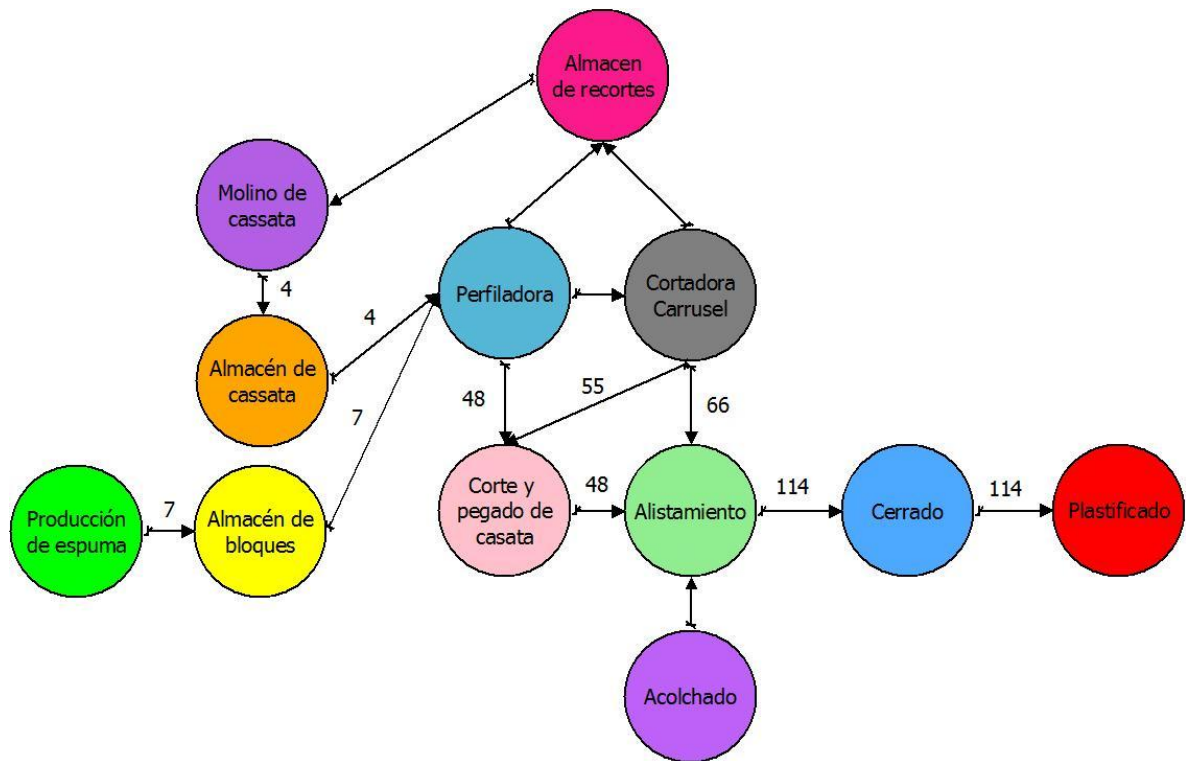 Almacen
de recortes
Molino de
cassata
4
Perfiladora
Cortadora
Carrusel
4
Almacén de
cassata
7
48
55
66
7
Producción
de espuma
Almacén de
bloques
Corte y
pegado de
casata
48
Alistamiento
114
Cerrado
114
Plastificado
Acolchado